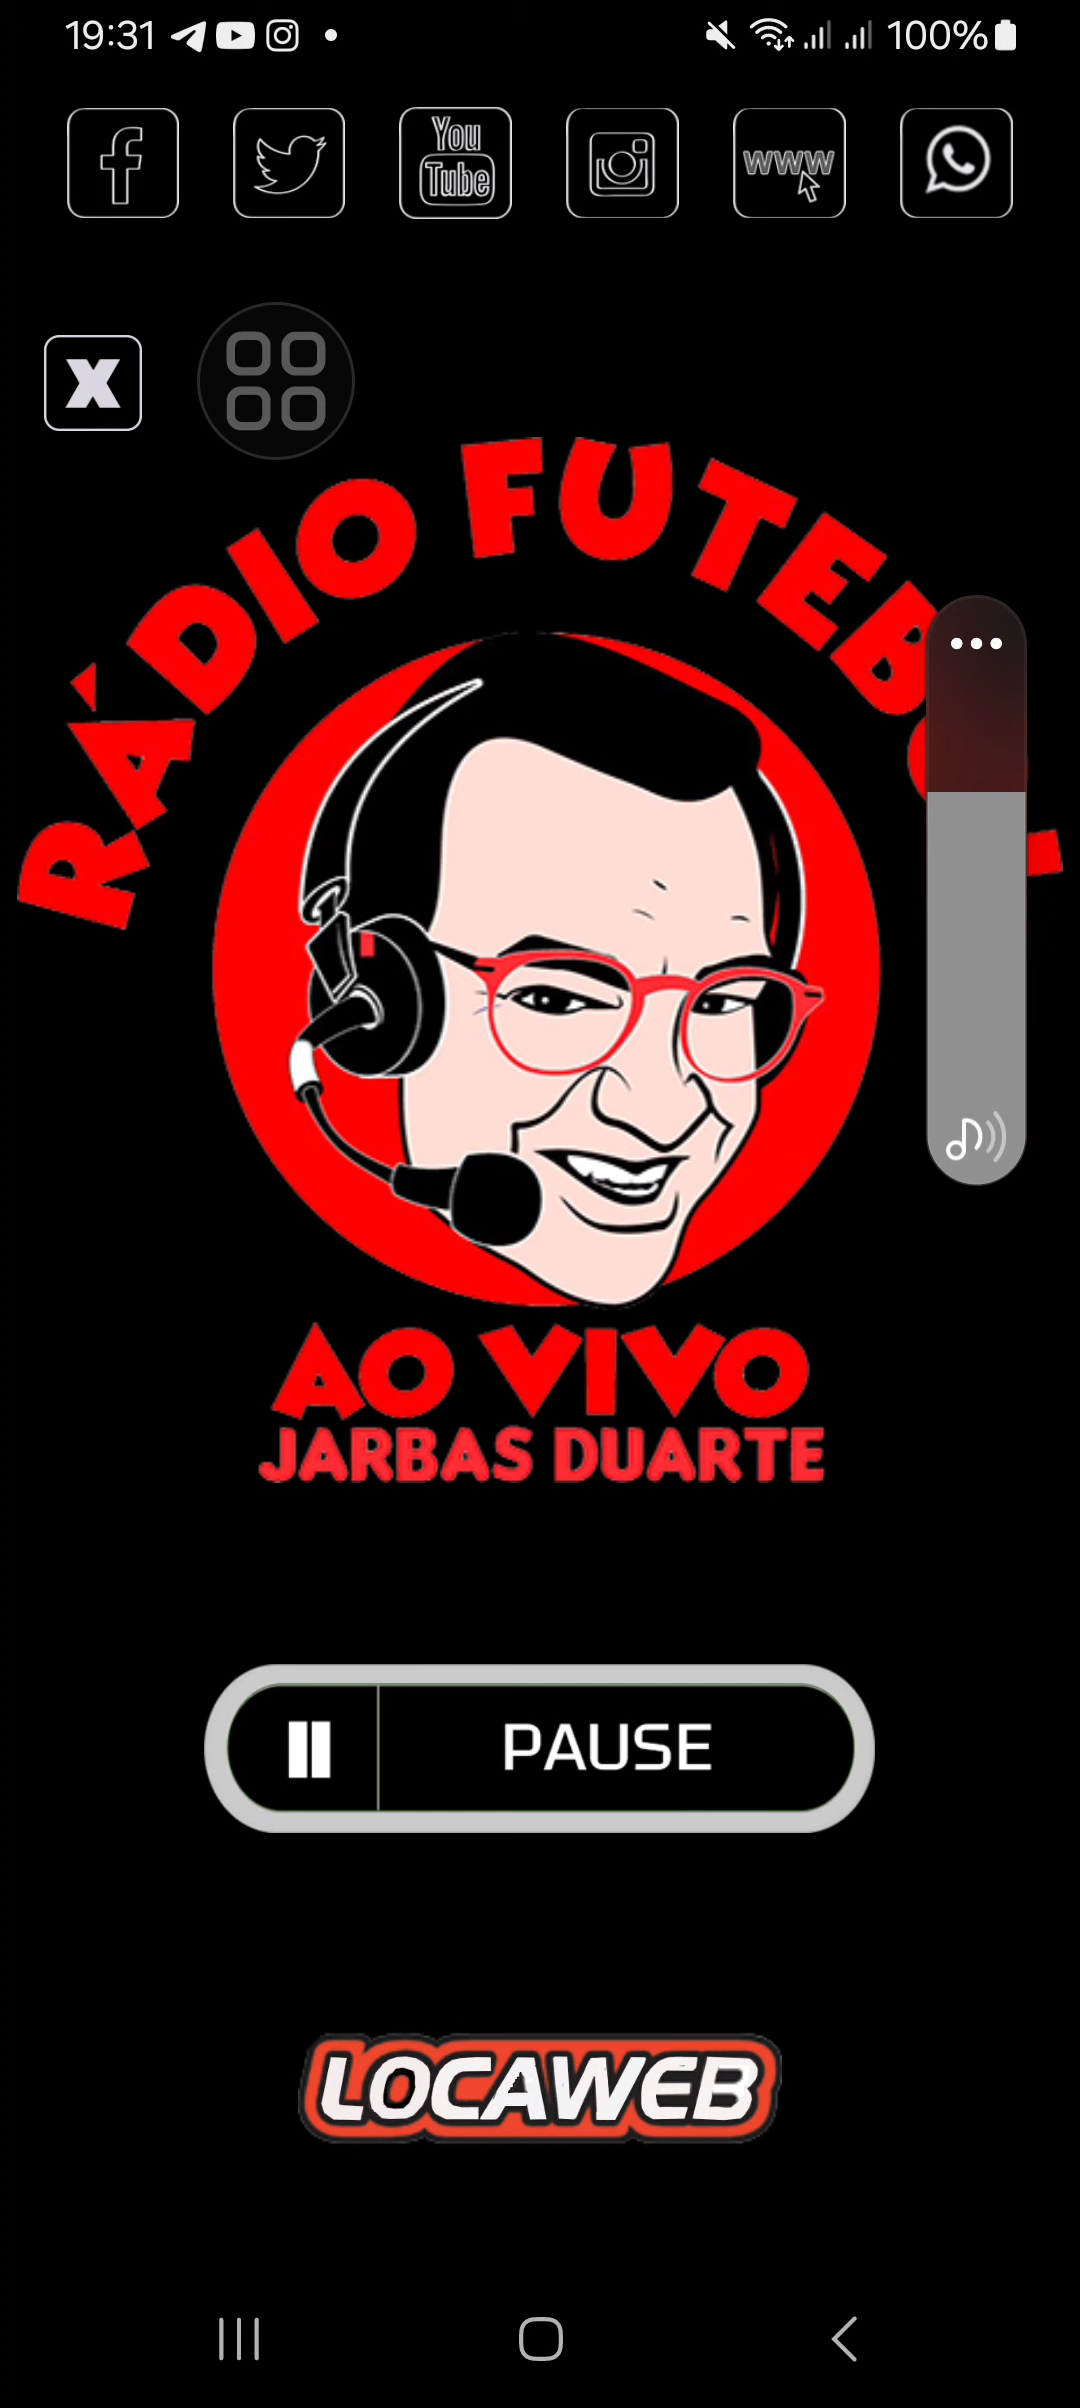 19:31 100%
You
Tube
www
X
RÁDIO FUTEBOL
AO VIVO
JARBAS DUARTE
PAUSE
LOCAWEB